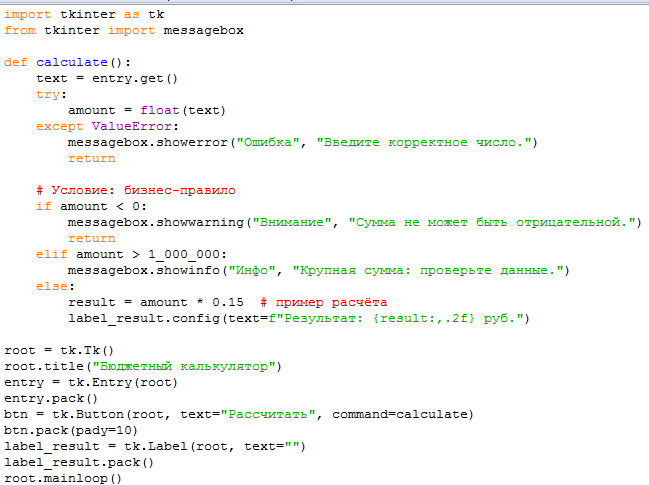 import tkinter as tk
from tkinter import messagebox

def calculate():
    text = entry.get()
    try:
        amount = float(text)
    except ValueError:
        messagebox.showerror("Ошибка", "Введите корректное число.")
        return

    # Условие: бизнес-правило
    if amount < 0:
        messagebox.showwarning("Внимание", "Сумма не может быть отрицательной.")
        return
    elif amount > 1_000_000:
        messagebox.showinfo("Инфо", "Крупная сумма: проверьте данные.")
    else:
        result = amount * 0.15  # пример расчёта
        label_result.config(text=f"Результат: {result:,.2f} руб.")

root = tk.Tk()
root.title("Бюджетный калькулятор")
entry = tk.Entry(root)
entry.pack()
btn = tk.Button(root, text="Рассчитать", command=calculate)
btn.pack(pady=10)
label_result = tk.Label(root, text="")
label_result.pack()
root.mainloop()